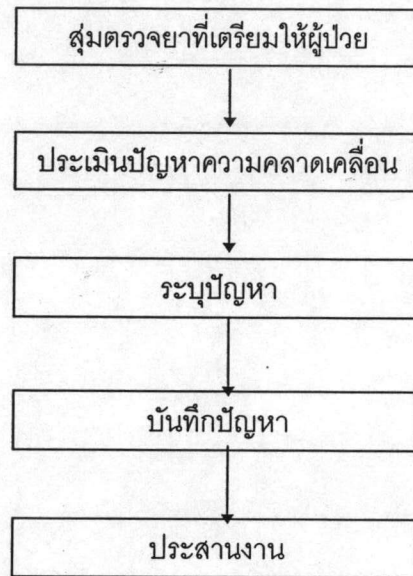 สุ่มตรวจยาที่เตรียมให้ผู้ป่วย
ประเมินปัญหาความคลาดเคลื่อน
ระบุปัญหา
บันทึกปัญหา
ประสานงาน